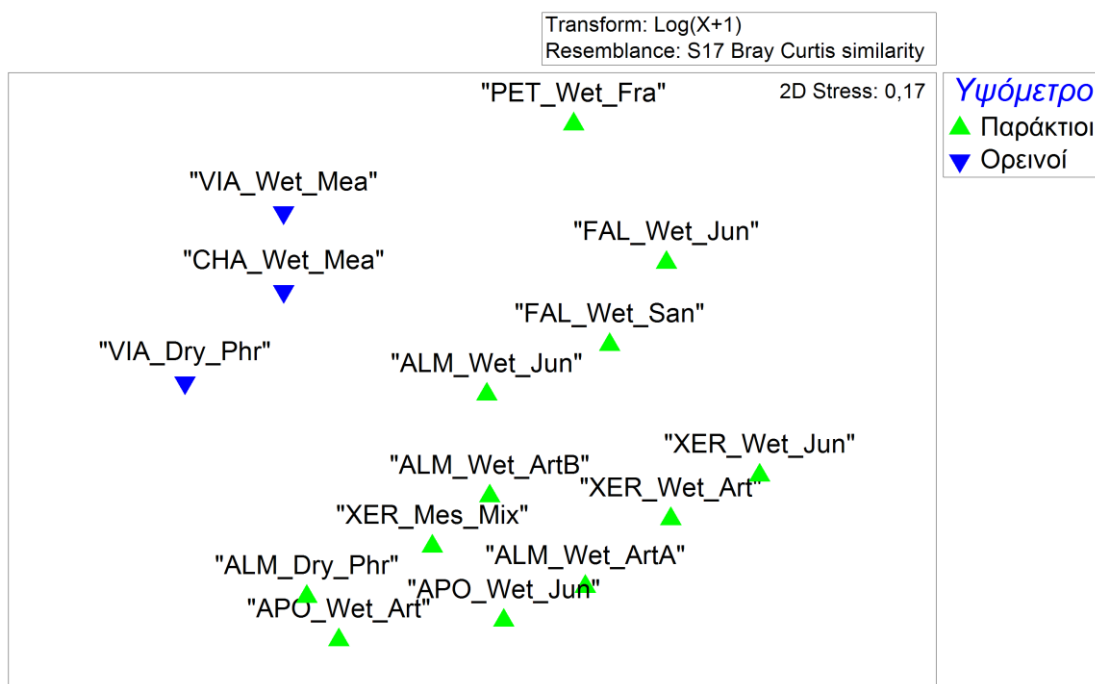 Transform: Log(X+1)
Resemblance: S17 Bray Curtis similarity
2D Stress: 0,17
Υψόμετρο
Παράκτιοι
Ορεινοί
"PET_Wet_Fra"
"VIA_Wet_Mea"
"FAL_Wet_Jun"
"CHA_Wet_Mea"
"FAL_Wet_San"
"VIA_Dry_Phr"
"ALM_Wet_Jun"
"XER_Wet_Jun"
"ALM_Wet_ArtB"
"XER_Wet_Art"
"XER_Mes_Mix"
"ALM_Wet_ArtA"
"ALM_Dry_Phr"
"APO_Wet_Jun"
"APO_Wet_Art"